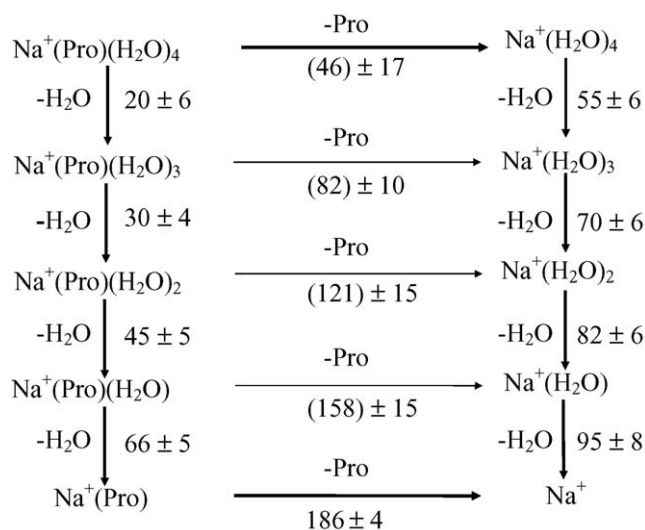 Na⁺(Pro)(H₂O)₄ -Pro Na⁺(H₂O)₄
(46) ± 17
-H₂O 20 ± 6 -H₂O 55 ± 6
Na⁺(Pro)(H₂O)₃ -Pro Na⁺(H₂O)₃
(82) ± 10
-H₂O 30 ± 4 -H₂O 70 ± 6
Na⁺(Pro)(H₂O)₂ -Pro Na⁺(H₂O)₂
(121) ± 15
-H₂O 45 ± 5 -H₂O 82 ± 6
Na⁺(Pro)(H₂O) -Pro Na⁺(H₂O)
(158) ± 15
-H₂O 66 ± 5 -H₂O 95 ± 8
Na⁺(Pro) -Pro Na⁺
186 ± 4